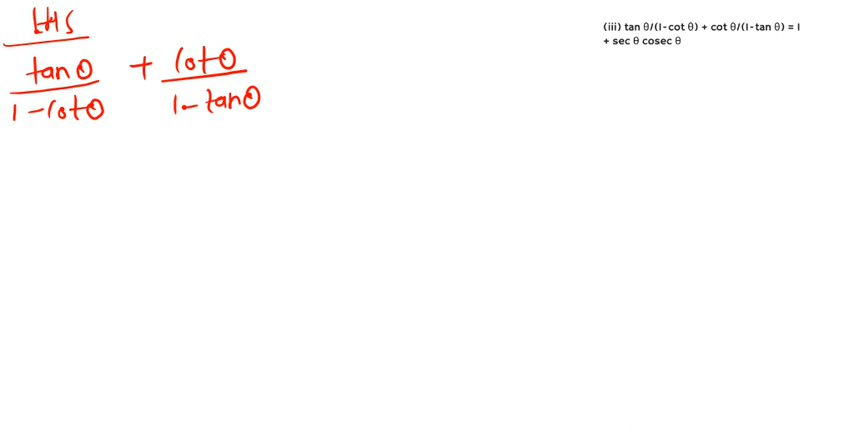 LHS
tan θ/(1 - cot θ) + cot θ/(1 - tan θ)
(iii) tan θ/(1-cot θ) + cot θ/(1-tan θ) = 1
+ sec θ cosec θ